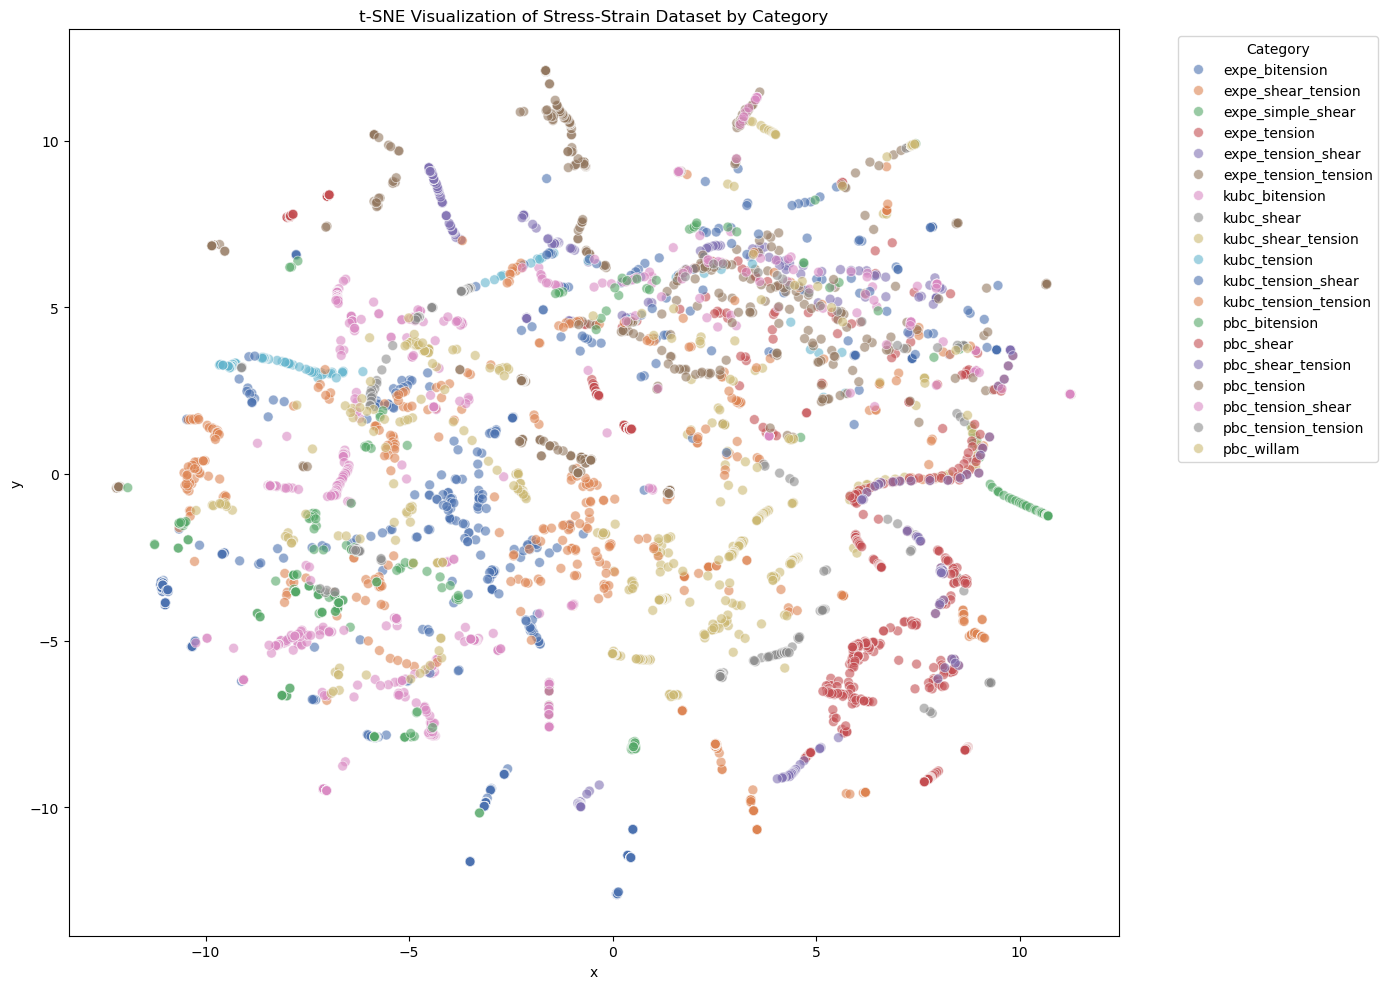 t-SNE Visualization of Stress-Strain Dataset by Category
Category
expe_bitension
expe_shear_tension
expe_simple_shear
expe_tension
expe_tension_shear
expe_tension_tension
kubc_bitension
kubc_shear
kubc_shear_tension
kubc_tension
kubc_tension_shear
kubc_tension_tension
pbc_bitension
pbc_shear
pbc_shear_tension
pbc_tension
pbc_tension_shear
pbc_tension_tension
pbc_willam
10
5
0
−5
−10
y
−10
−5
0
5
10
x